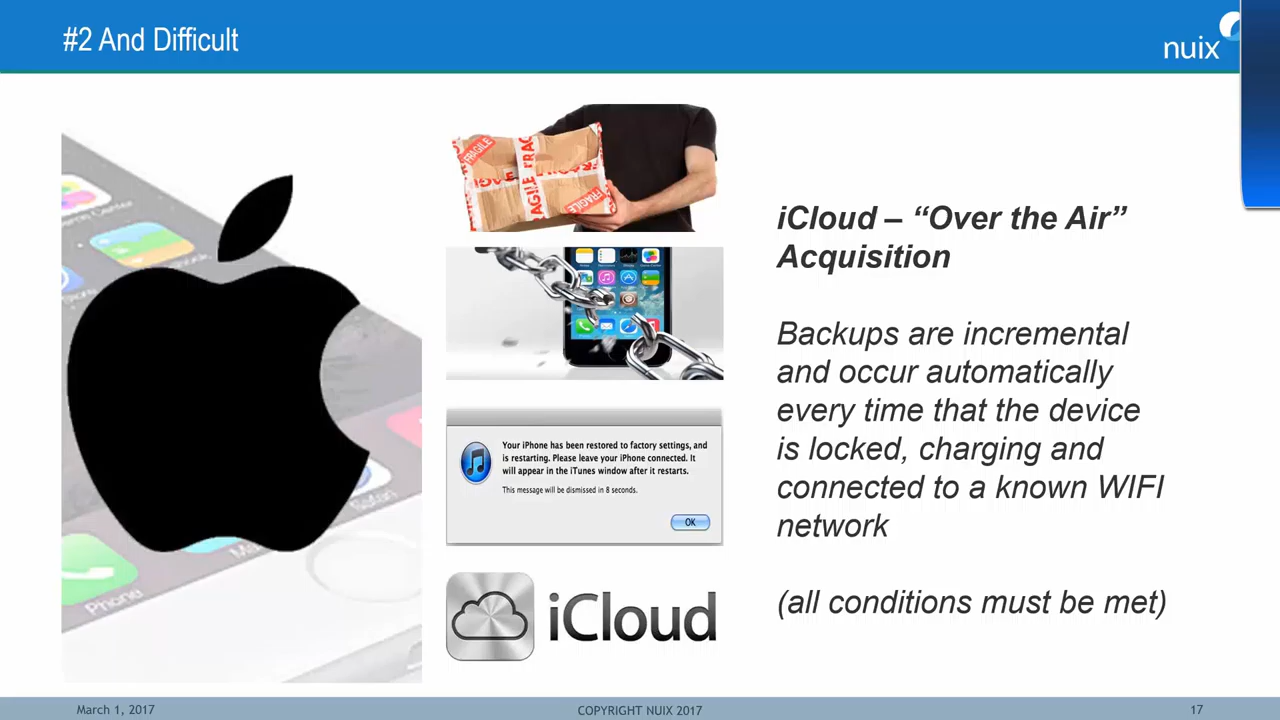 #2 And Difficult
nuix
FRAGILE
FRAGILE
FRAGILE
iCloud – “Over the Air”
Acquisition
Backups are incremental
and occur automatically
every time that the device
is locked, charging and
connected to a known WIFI
network
(all conditions must be met)
Your iPhone has been restored to factory settings, and
is restarting. Please leave your iPhone connected. It
will appear in the iTunes window after it restarts.
This message will be dismissed in 8 seconds.
OK
iCloud
Phone
March 1, 2017
COPYRIGHT NUIX 2017
17